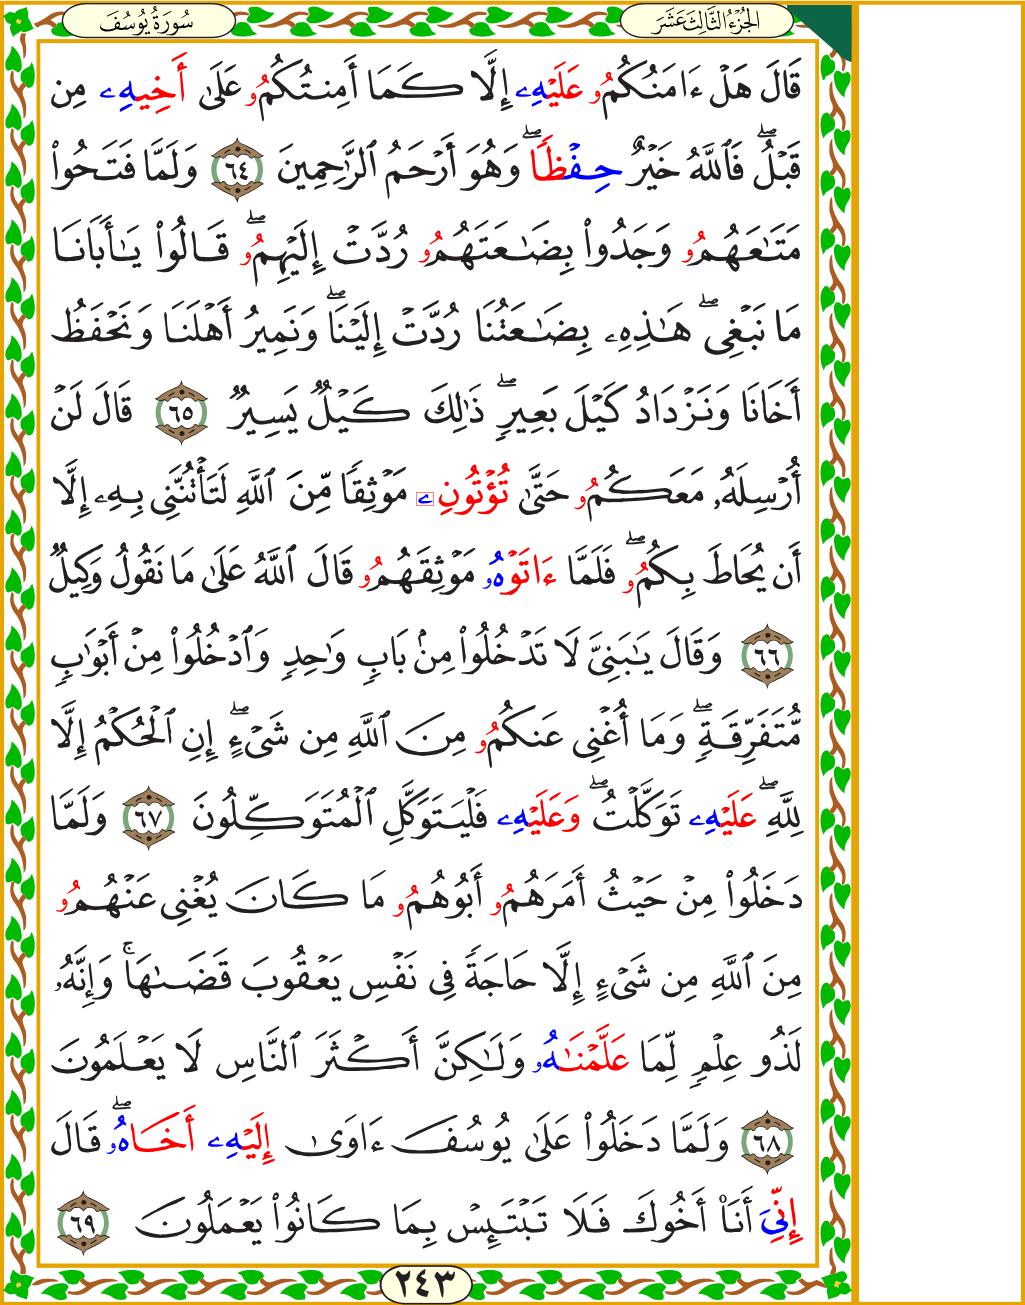 الجُزْءُ الثَّالِثَ عَشَرَ
سُورَةُ يُوسُفَ
قَالَ هَلْ ءَامَنُكُمُۥ عَلَيْهِۦ إِلَّا كَمَا أَمِنتُكُمُۥ عَلَىٰ أَخِيهِۦ مِن
قَبْلُۖ فَٱللَّهُ خَيْرٌ حِفْظًاۖ وَهُوَ أَرْحَمُ ٱلرَّٰحِمِينَ ٦٤ وَلَمَّا فَتَحُوا۟
مَتَٰعَهُمُۥ وَجَدُوا۟ بِضَٰعَتَهُمُۥ رُدَّتْ إِلَيْهِمُۥۖ قَالُوا۟ يَٰأَبَانَا
مَا نَبْغِىۖ هَٰذِهِۦ بِضَٰعَتُنَا رُدَّتْ إِلَيْنَاۖ وَنَمِيرُ أَهْلَنَا وَنَحْفَظُ
أَخَانَا وَنَزْدَادُ كَيْلَ بَعِيرٍۖ ذَٰلِكَ كَيْلٌ يَسِيرٌ ٦٥ قَالَ لَنْ
أُرْسِلَهُۥ مَعَكُمُۥ حَتَّىٰ تُؤْتُونِۦ مَوْثِقًا مِّنَ ٱللَّهِ لَتَأْتُنَّنِى بِهِۦ إِلَّا
أَن يُحَاطَ بِكُمُۥۖ فَلَمَّا ءَاتَوْهُۥ مَوْثِقَهُمُۥ قَالَ ٱللَّهُ عَلَىٰ مَا نَقُولُ وَكِيلٌ
٦٦ وَقَالَ يَٰبَنِىَّ لَا تَدْخُلُوا۟ مِنۢ بَابٍ وَٰحِدٍ وَٱدْخُلُوا۟ مِنْ أَبْوَٰبٍ
مُّتَفَرِّقَةٍۖ وَمَا أُغْنِى عَنكُمُۥ مِنَ ٱللَّهِ مِن شَىْءٍۖ إِنِ ٱلْحُكْمُ إِلَّا
لِلَّهِۖ عَلَيْهِۦ تَوَكَّلْتُۖ وَعَلَيْهِۦ فَلْيَتَوَكَّلِ ٱلْمُتَوَكِّلُونَ ٦٧ وَلَمَّا
دَخَلُوا۟ مِنْ حَيْثُ أَمَرَهُمُۥ أَبُوهُمُۥ مَا كَانَ يُغْنِى عَنْهُمُۥ
مِنَ ٱللَّهِ مِن شَىْءٍ إِلَّا حَاجَةً فِى نَفْسِ يَعْقُوبَ قَضَىٰهَاۚ وَإِنَّهُۥ
لَذُو عِلْمٍ لِّمَا عَلَّمْنَٰهُۥ وَلَٰكِنَّ أَكْثَرَ ٱلنَّاسِ لَا يَعْلَمُونَ
٦٨ وَلَمَّا دَخَلُوا۟ عَلَىٰ يُوسُفَ ءَاوَىٰ إِلَيْهِۦ أَخَاهُۥۖ قَالَ
إِنِّىَ أَنَا۠ أَخُوكَ فَلَا تَبْتَئِسْ بِمَا كَانُوا۟ يَعْمَلُونَ ٦٩
٢٤٣